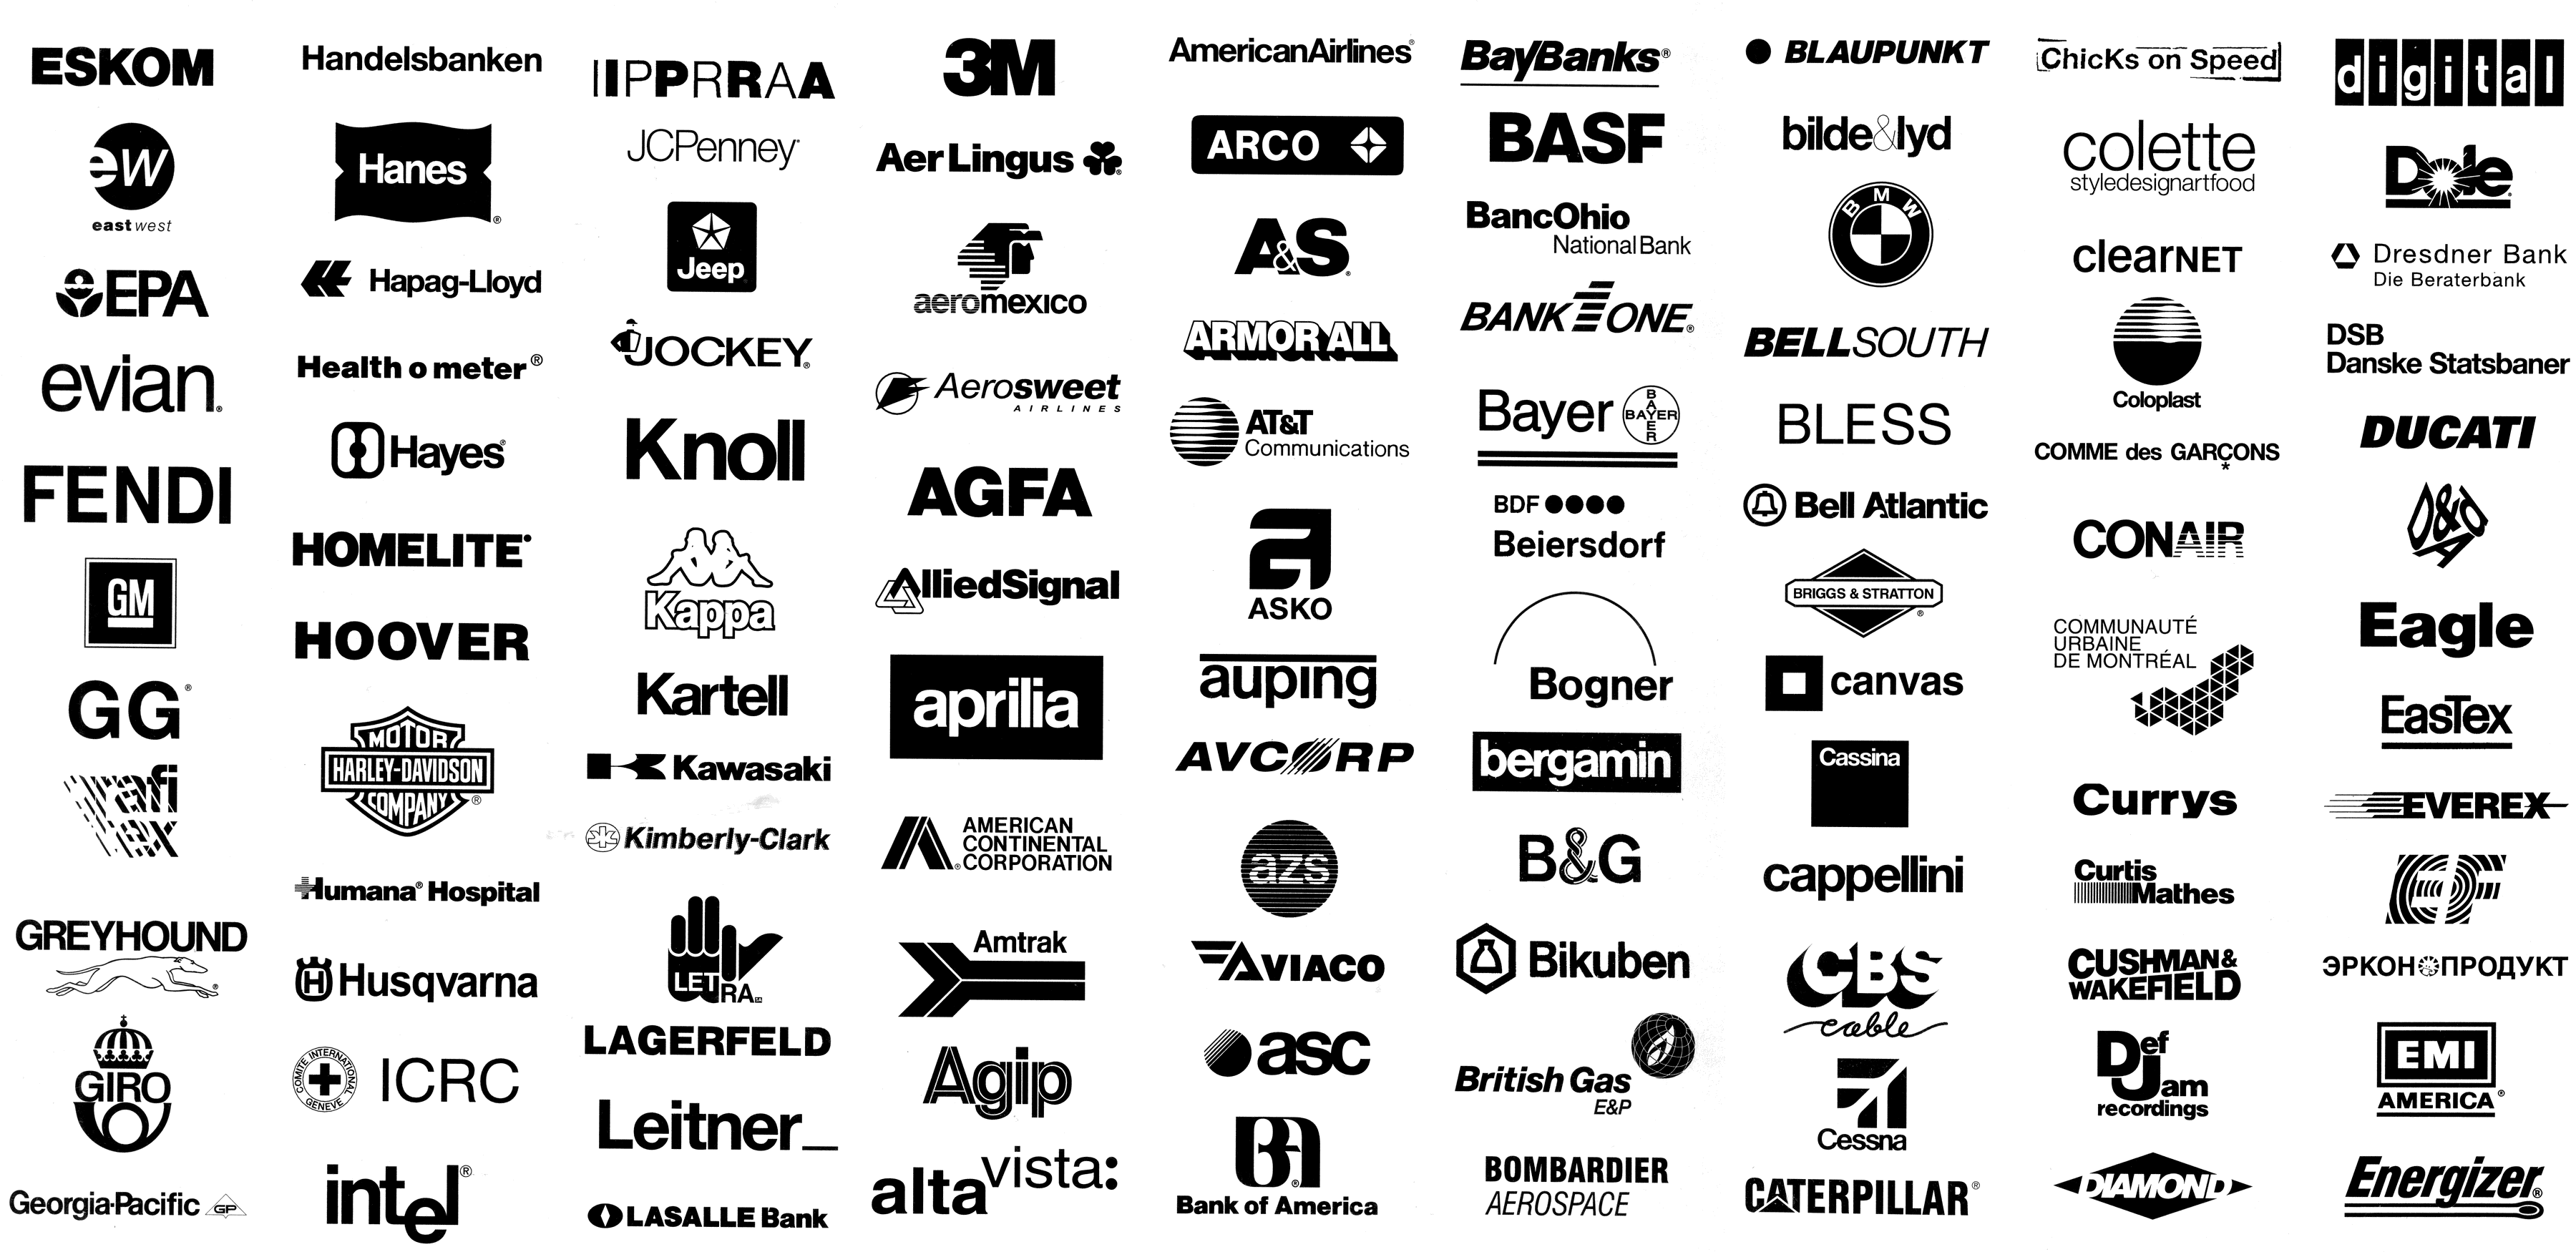 ESKOM
ew
east west
EPA
evian®
FENDI
GM
GG®
GREYHOUND
®
GIRO
Georgia-Pacific GP
Handelsbanken
Hanes
®
Hapag-Lloyd
Health o meter®
Hayes®
HOMELITE
HOOVER
MOTOR
HARLEY-DAVIDSON
COMPANY ®
Humana® Hospital
H Husqvarna
COMITE INTERNATIONAL GENEVE ICRC
intel®
IIPPRRAA
JCPenney
Jeep
JOCKEY®
Knoll
Kappa
Kartell
Kawasaki
Kimberly-Clark
LETRA
LAGERFELD
Leitner_
LASALLE Bank
3M
Aer Lingus
aeromexico
Aerosweet
AIRLINES
AGFA
AlliedSignal
aprilia
AMERICAN
CONTINENTAL
CORPORATION
®
Amtrak
Agip
alta vista:
AmericanAirlines®
ARCO
A&S®
ARMOR ALL
AT&T
Communications
a
ASKO
auping
AVCORP
azs
AVIACO
asc
BA®
Bank of America
BayBanks®
BASF
BancOhio
National Bank
BANK ONE®
Bayer BAYER BAYER
BDF
Beiersdorf
Bogner
bergamin
B&G
Bikuben
British Gas
E&P
BOMBARDIER
AEROSPACE
BLAUPUNKT
bilde&lyd
BMW
BELLSOUTH
BLESS
Bell Atlantic
BRIGGS & STRATTON
®
canvas
Cassina
cappellini
CBS
cable
Cessna
CATERPILLAR®
ChicKs on Speed
colette
styledesignartfood
clearNET
Coloplast
COMME des GARÇONS
*
CONAIR
COMMUNAUTÉ
URBAINE
DE MONTRÉAL
Currys
Curtis
Mathes
CUSHMAN&
WAKEFIELD
Def
Jam
recordings
DIAMOND
digital
Dole®
Dresdner Bank
Die Beraterbank
DSB
Danske Statsbaner
DUCATI
D&AD
Eagle
EasTex
EVEREX
EF
ЭРКОН ПРОДУКТ
EMI
AMERICA®
Energizer®